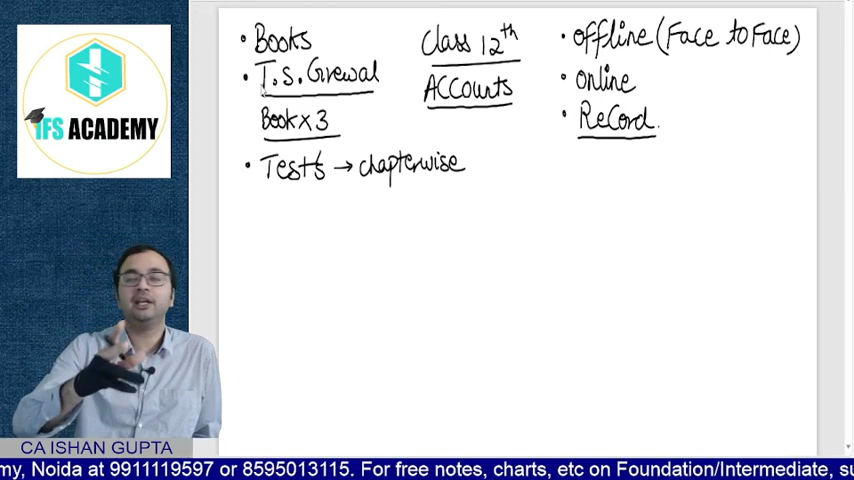 IFS ACADEMY
• Books
• T.S. Grewal
Book x 3
• Tests → chapterwise
Class 12th
ACCounts
• offline (Face to Face)
• online
• ReCord.
CA ISHAN GUPTA
my, Noida at 9911119597 or 8595013115. For free notes, charts, etc on Foundation/Intermediate, su